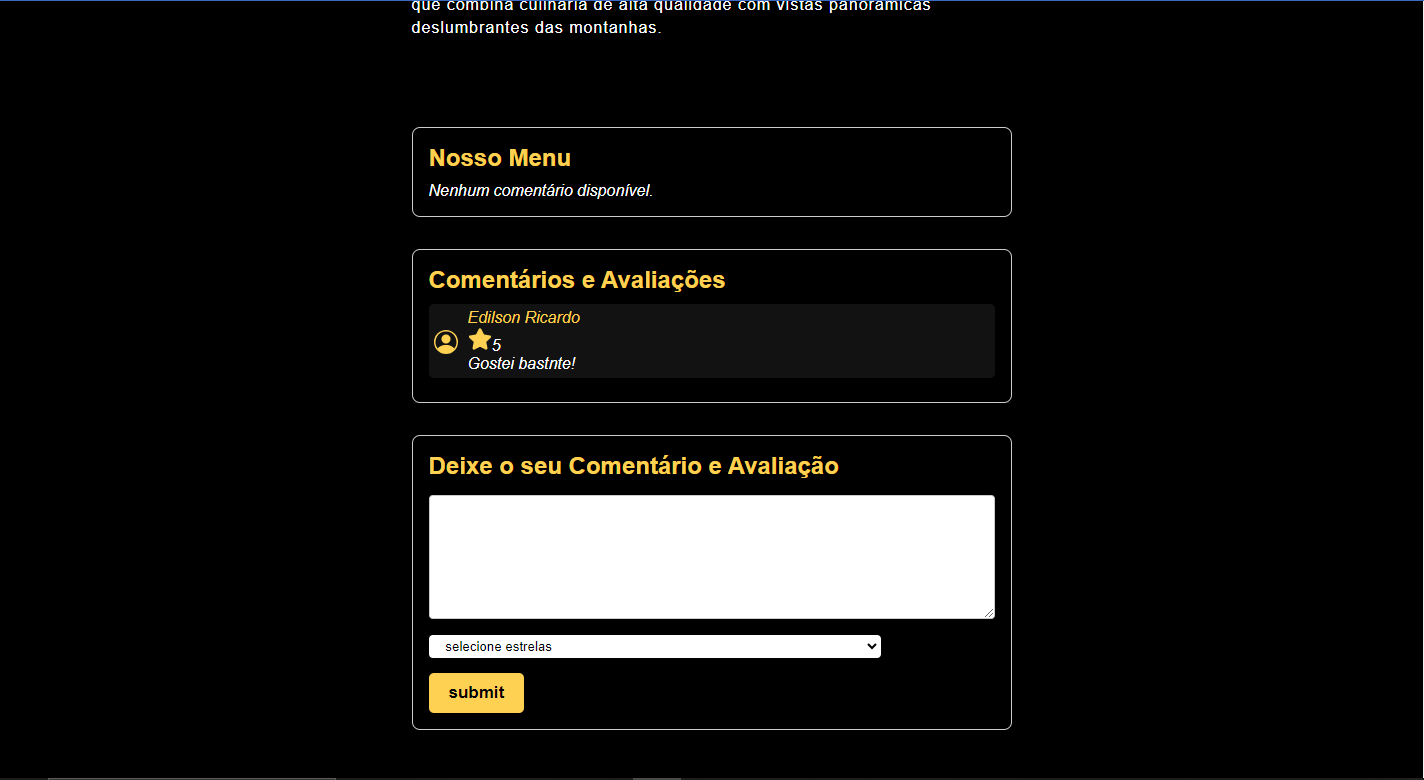 que combina culinária de alta qualidade com vistas panorâmicas
deslumbrantes das montanhas.
Nosso Menu
Nenhum comentário disponível.
Comentários e Avaliações
Edilson Ricardo
5
Gostei bastnte!
Deixe o seu Comentário e Avaliação
selecione estrelas
submit